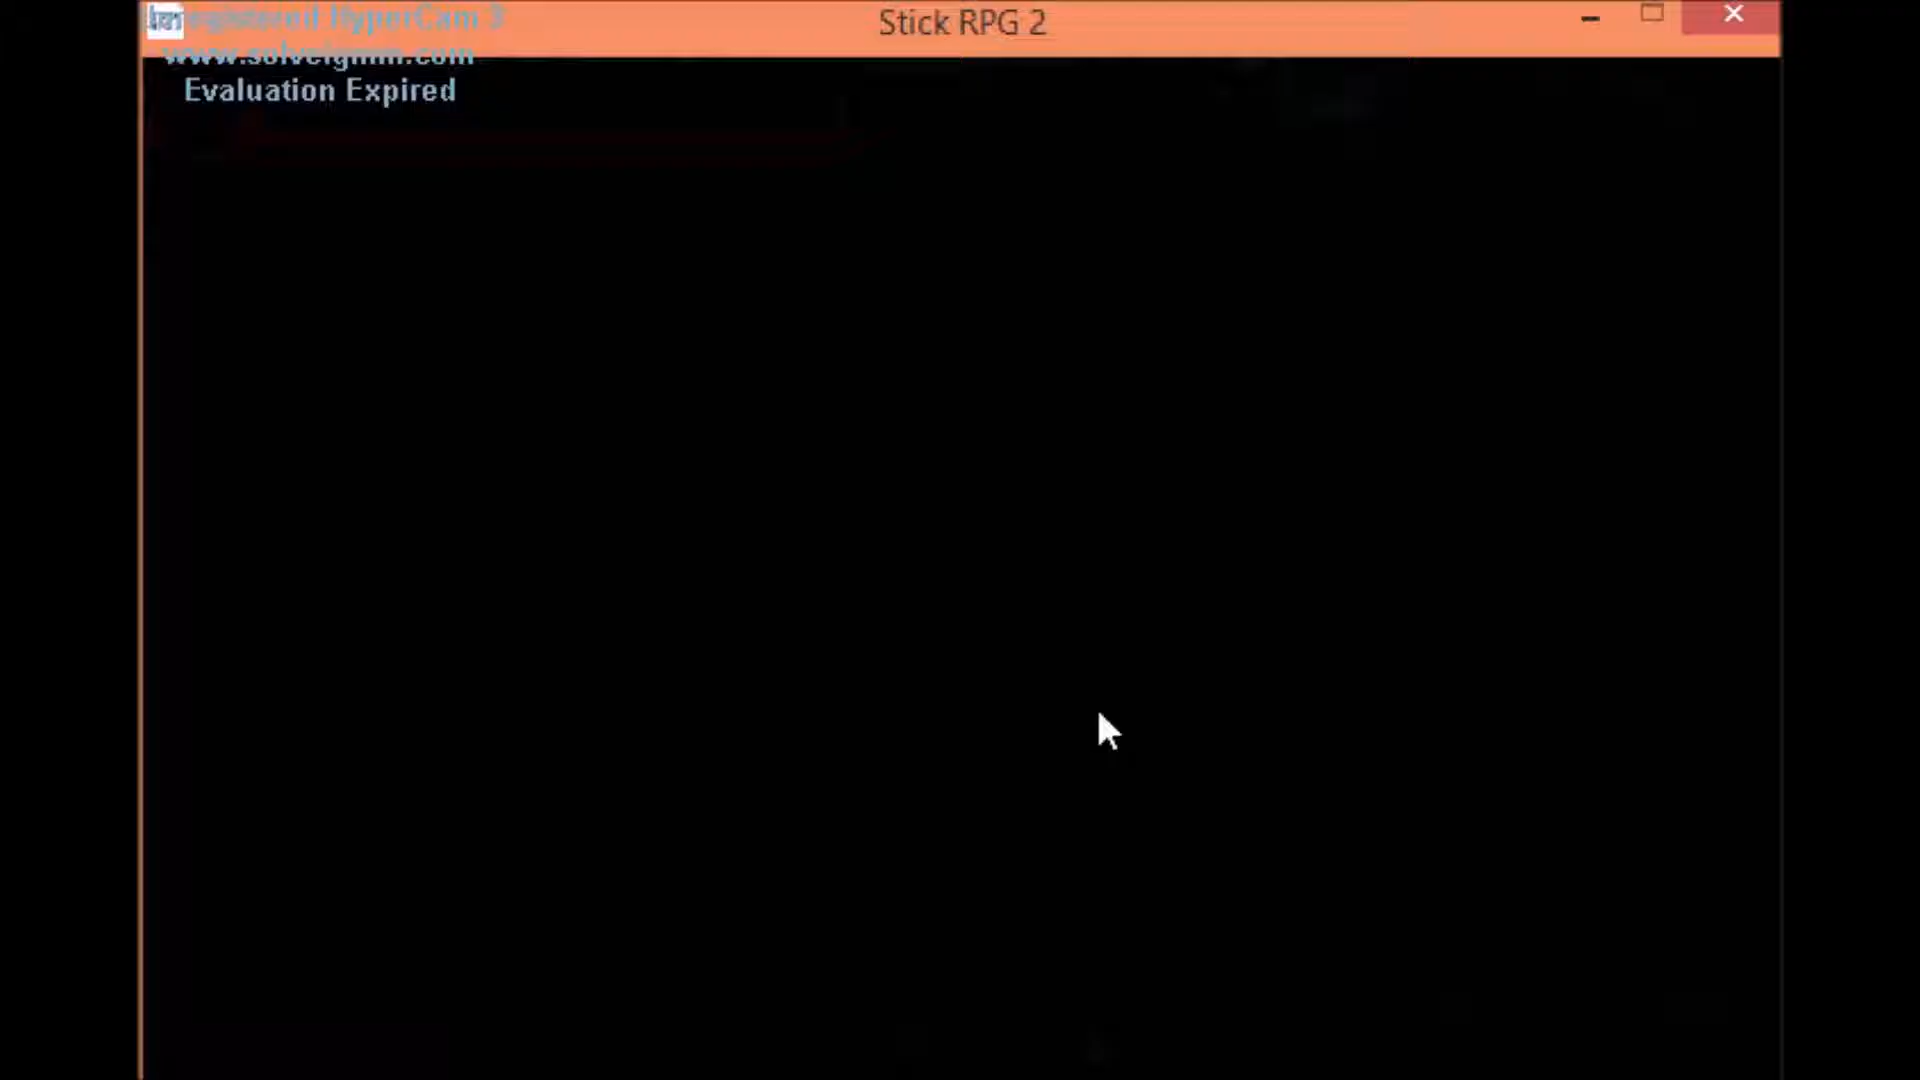 Stick RPG 2
Unregistered HyperCam 3
www.solveigmm.com
Evaluation Expired